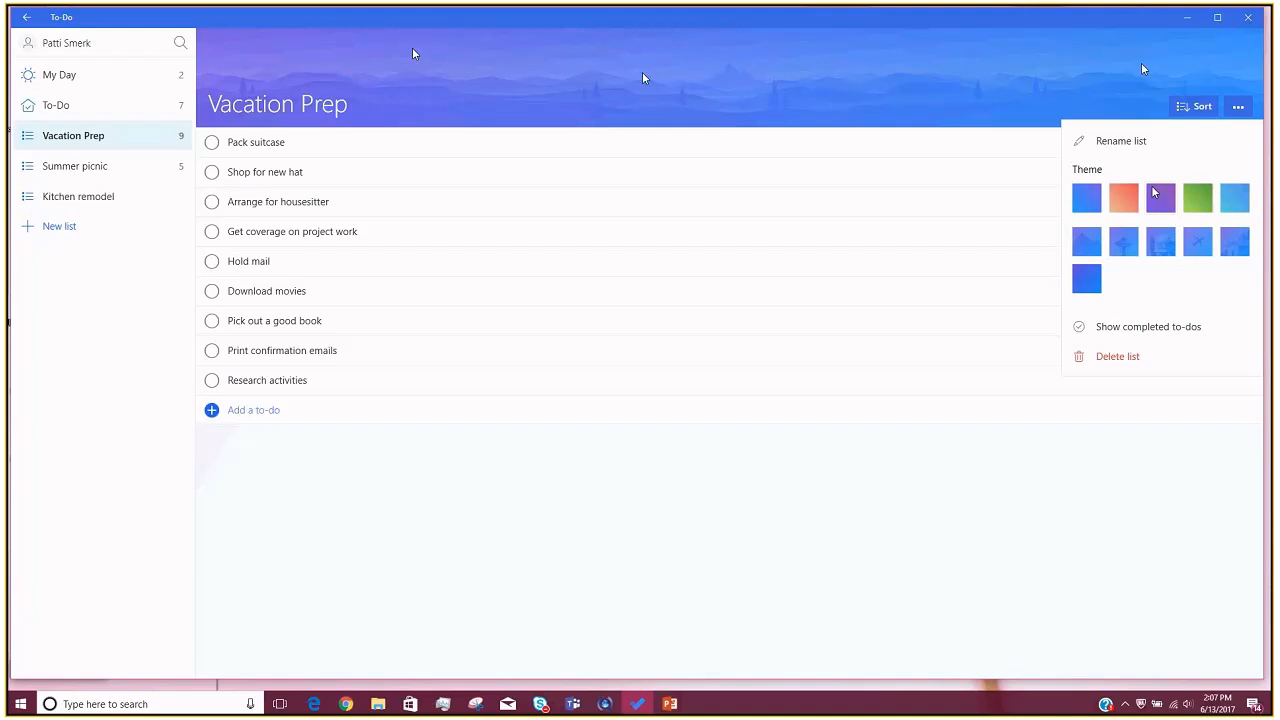 To-Do
Patti Smerk
My Day 2
To-Do 7
Vacation Prep 9
Summer picnic 5
Kitchen remodel
New list
Vacation Prep
Sort
Pack suitcase
Shop for new hat
Arrange for housesitter
Get coverage on project work
Hold mail
Download movies
Pick out a good book
Print confirmation emails
Research activities
Add a to-do
Rename list
Theme
Show completed to-dos
Delete list
Type here to search
2:07 PM
6/13/2017